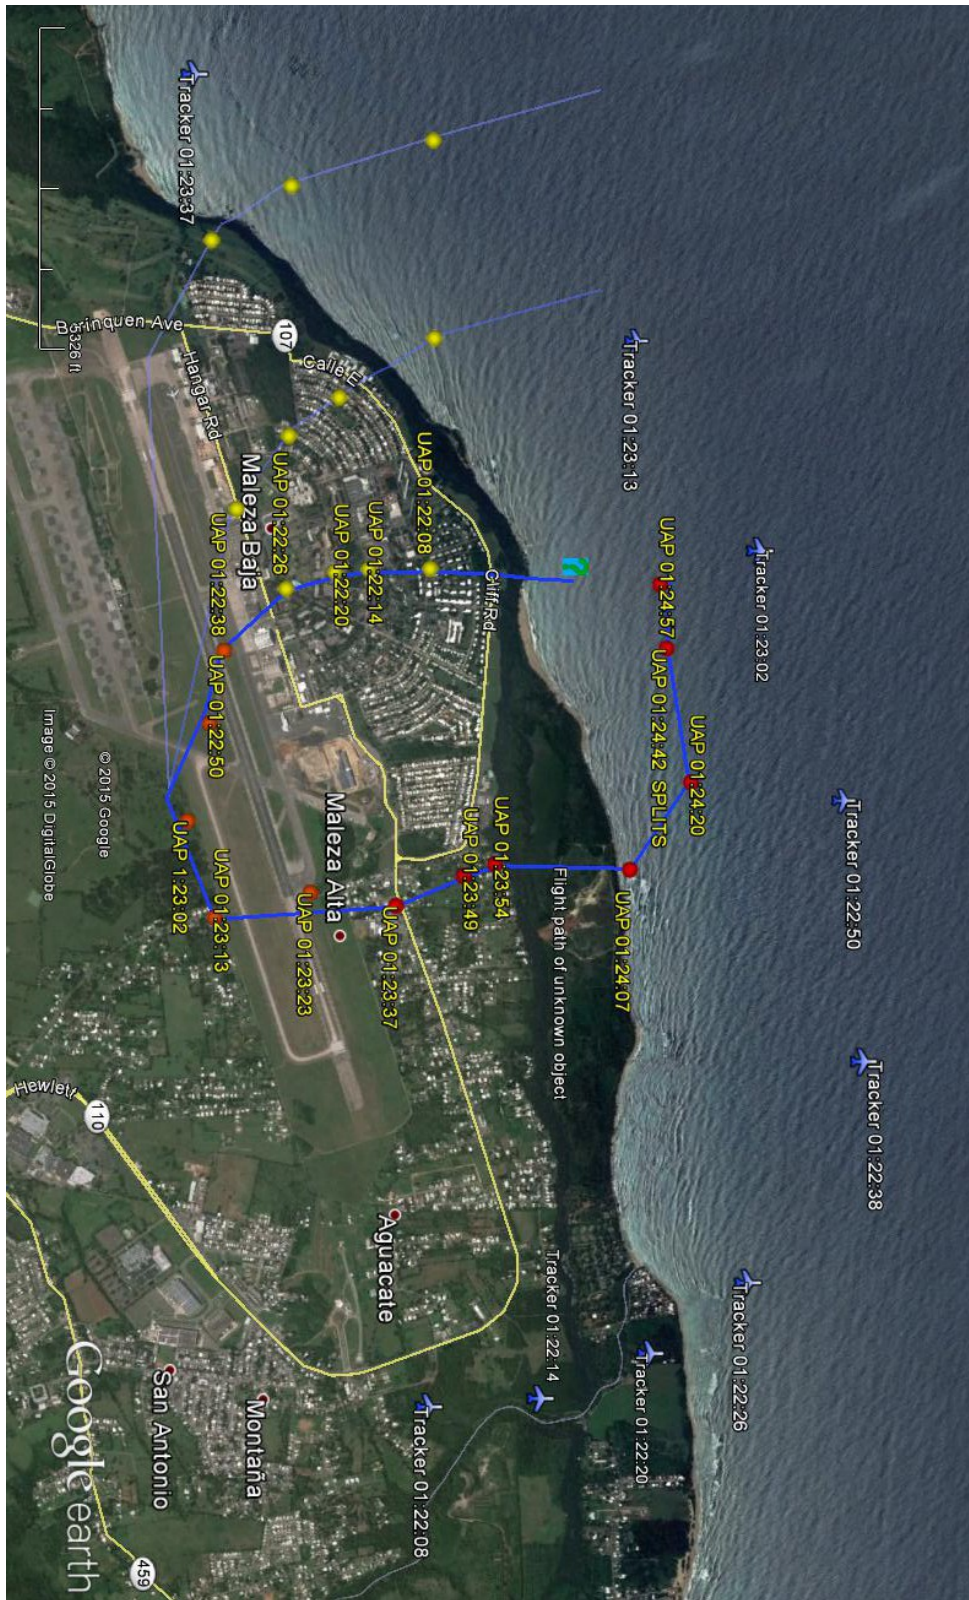 Tracker 01:22:38
Tracker 01:22:50
Tracker 01:23:02
Tracker 01:22:26
UAP 01:24:20
UAP 01:24:57
UAP 01:24:42 SPLITS
Tracker 01:22:20
Tracker 01:23:13
UAP 01:24:07
Flight path of unknown object
Tracker 01:22:14
UAP 01:23:54
Cliff Rd
UAP 01:23:49
UAP 01:22:08
Tracker 01:22:08
UAP 01:23:37
Aguacate
UAP 01:22:14
UAP 01:22:20
Maleza Alta
Calle E
UAP 01:23:23
107
UAP 01:22:26
Montaña
Maleza Baja
UAP 01:23:13
UAP 01:22:38
UAP 01:22:50
Hangar Rd
Tracker 01:23:37
UAP 1:23:02
San Antonio
Borinquen Ave
459
© 2015 Google
110
Google earth
Image © 2015 DigitalGlobe
Hewlett